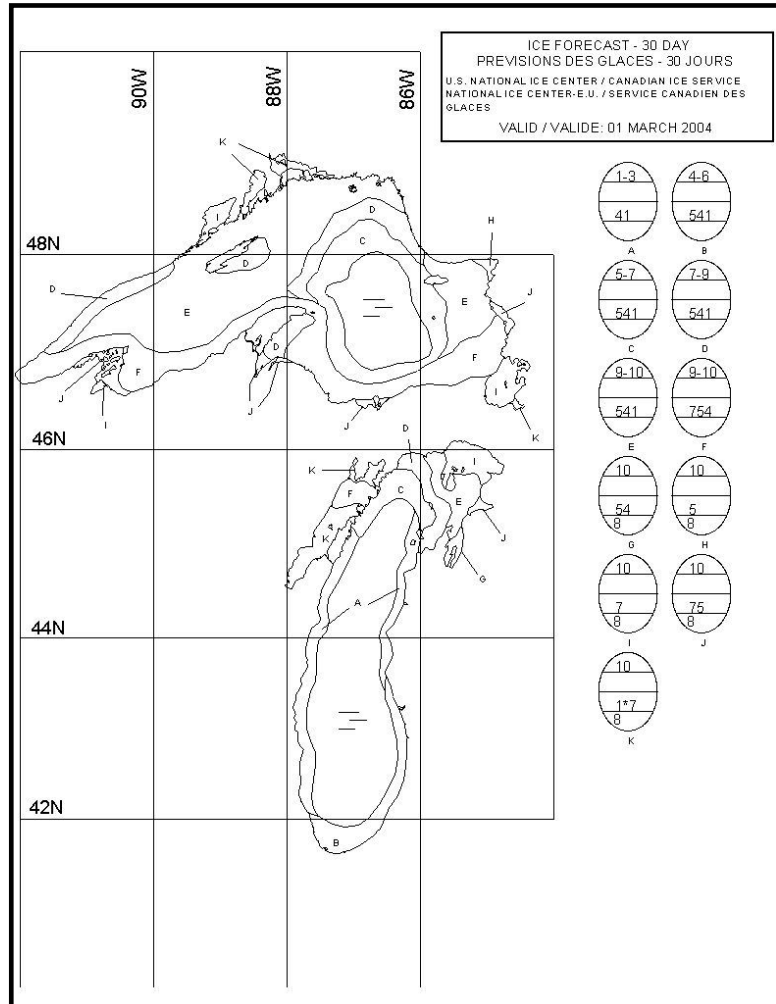 ICE FORECAST - 30 DAY
PREVISIONS DES GLACES - 30 JOURS
U.S. NATIONAL ICE CENTER / CANADIAN ICE SERVICE
NATIONAL ICE CENTER-E.U. / SERVICE CANADIEN DES
GLACES
VALID / VALIDE: 01 MARCH 2004
90W
88W
86W
K
I
D
H
C
48N
D
D
E
E
J
D
F
F
J
I
J
I
J
K
46N
D
K
I
F
C
E
K
J
G
A
44N
42N
B
1-3
41
A
4-6
541
B
5-7
541
C
7-9
541
D
9-10
541
E
9-10
754
F
10
54
8
G
10
5
8
H
10
7
8
I
10
75
8
J
10
1*7
8
K